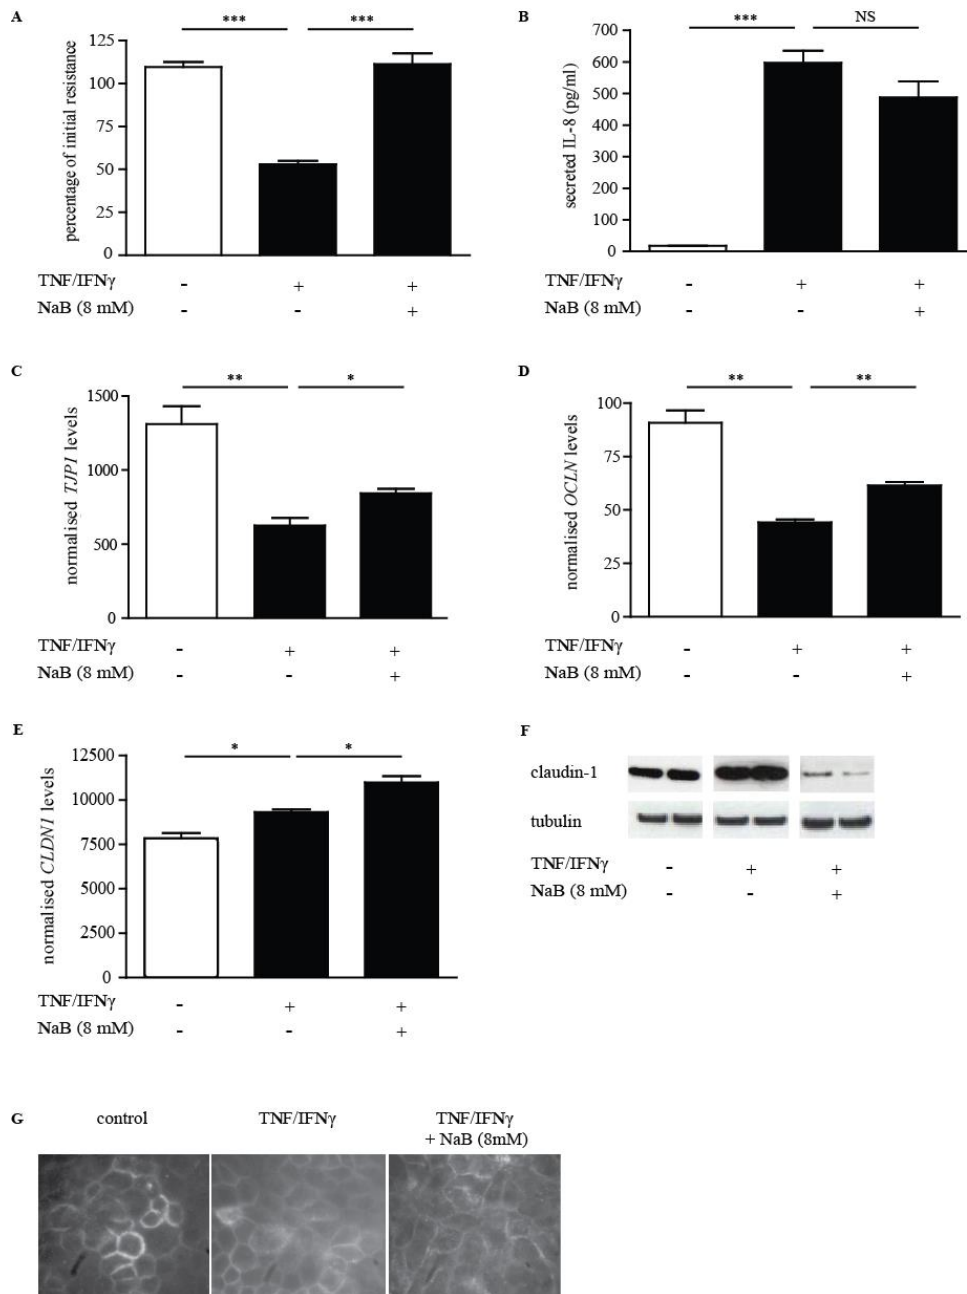 A
*** ***
percentage of initial resistance
125
100
75
50
25
0
TNF/IFNγ - + +
NaB (8 mM) - - +
B
*** NS
secreted IL-8 (pg/ml)
700
600
500
400
300
200
100
0
TNF/IFNγ - + +
NaB (8 mM) - - +
C
** *
normalised TJP1 levels
1500
1000
500
0
TNF/IFNγ - + +
NaB (8 mM) - - +
D
** **
normalised OCLN levels
100
75
50
25
0
TNF/IFNγ - + +
NaB (8 mM) - - +
E
* *
normalised CLDN1 levels
12500
10000
7500
5000
2500
0
TNF/IFNγ - + +
NaB (8 mM) - - +
F
claudin-1
tubulin
TNF/IFNγ - + +
NaB (8 mM) - - +
G
control
TNF/IFNγ
TNF/IFNγ
+ NaB (8mM)